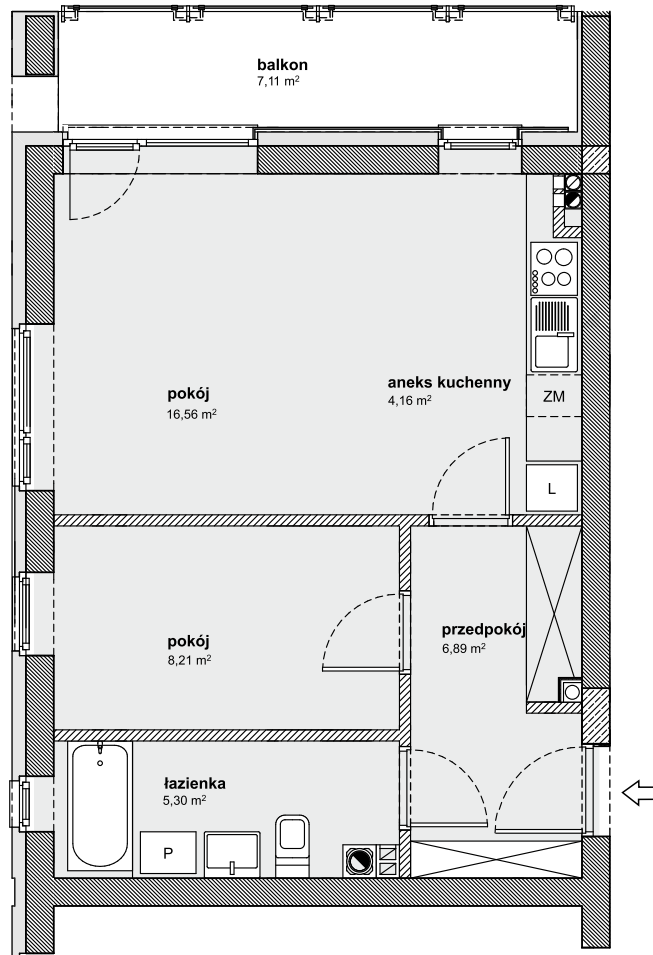 balkon
7,11 m²
pokój
16,56 m²
aneks kuchenny
4,16 m²
ZM
L
pokój
8,21 m²
przedpokój
6,89 m²
łazienka
5,30 m²
P